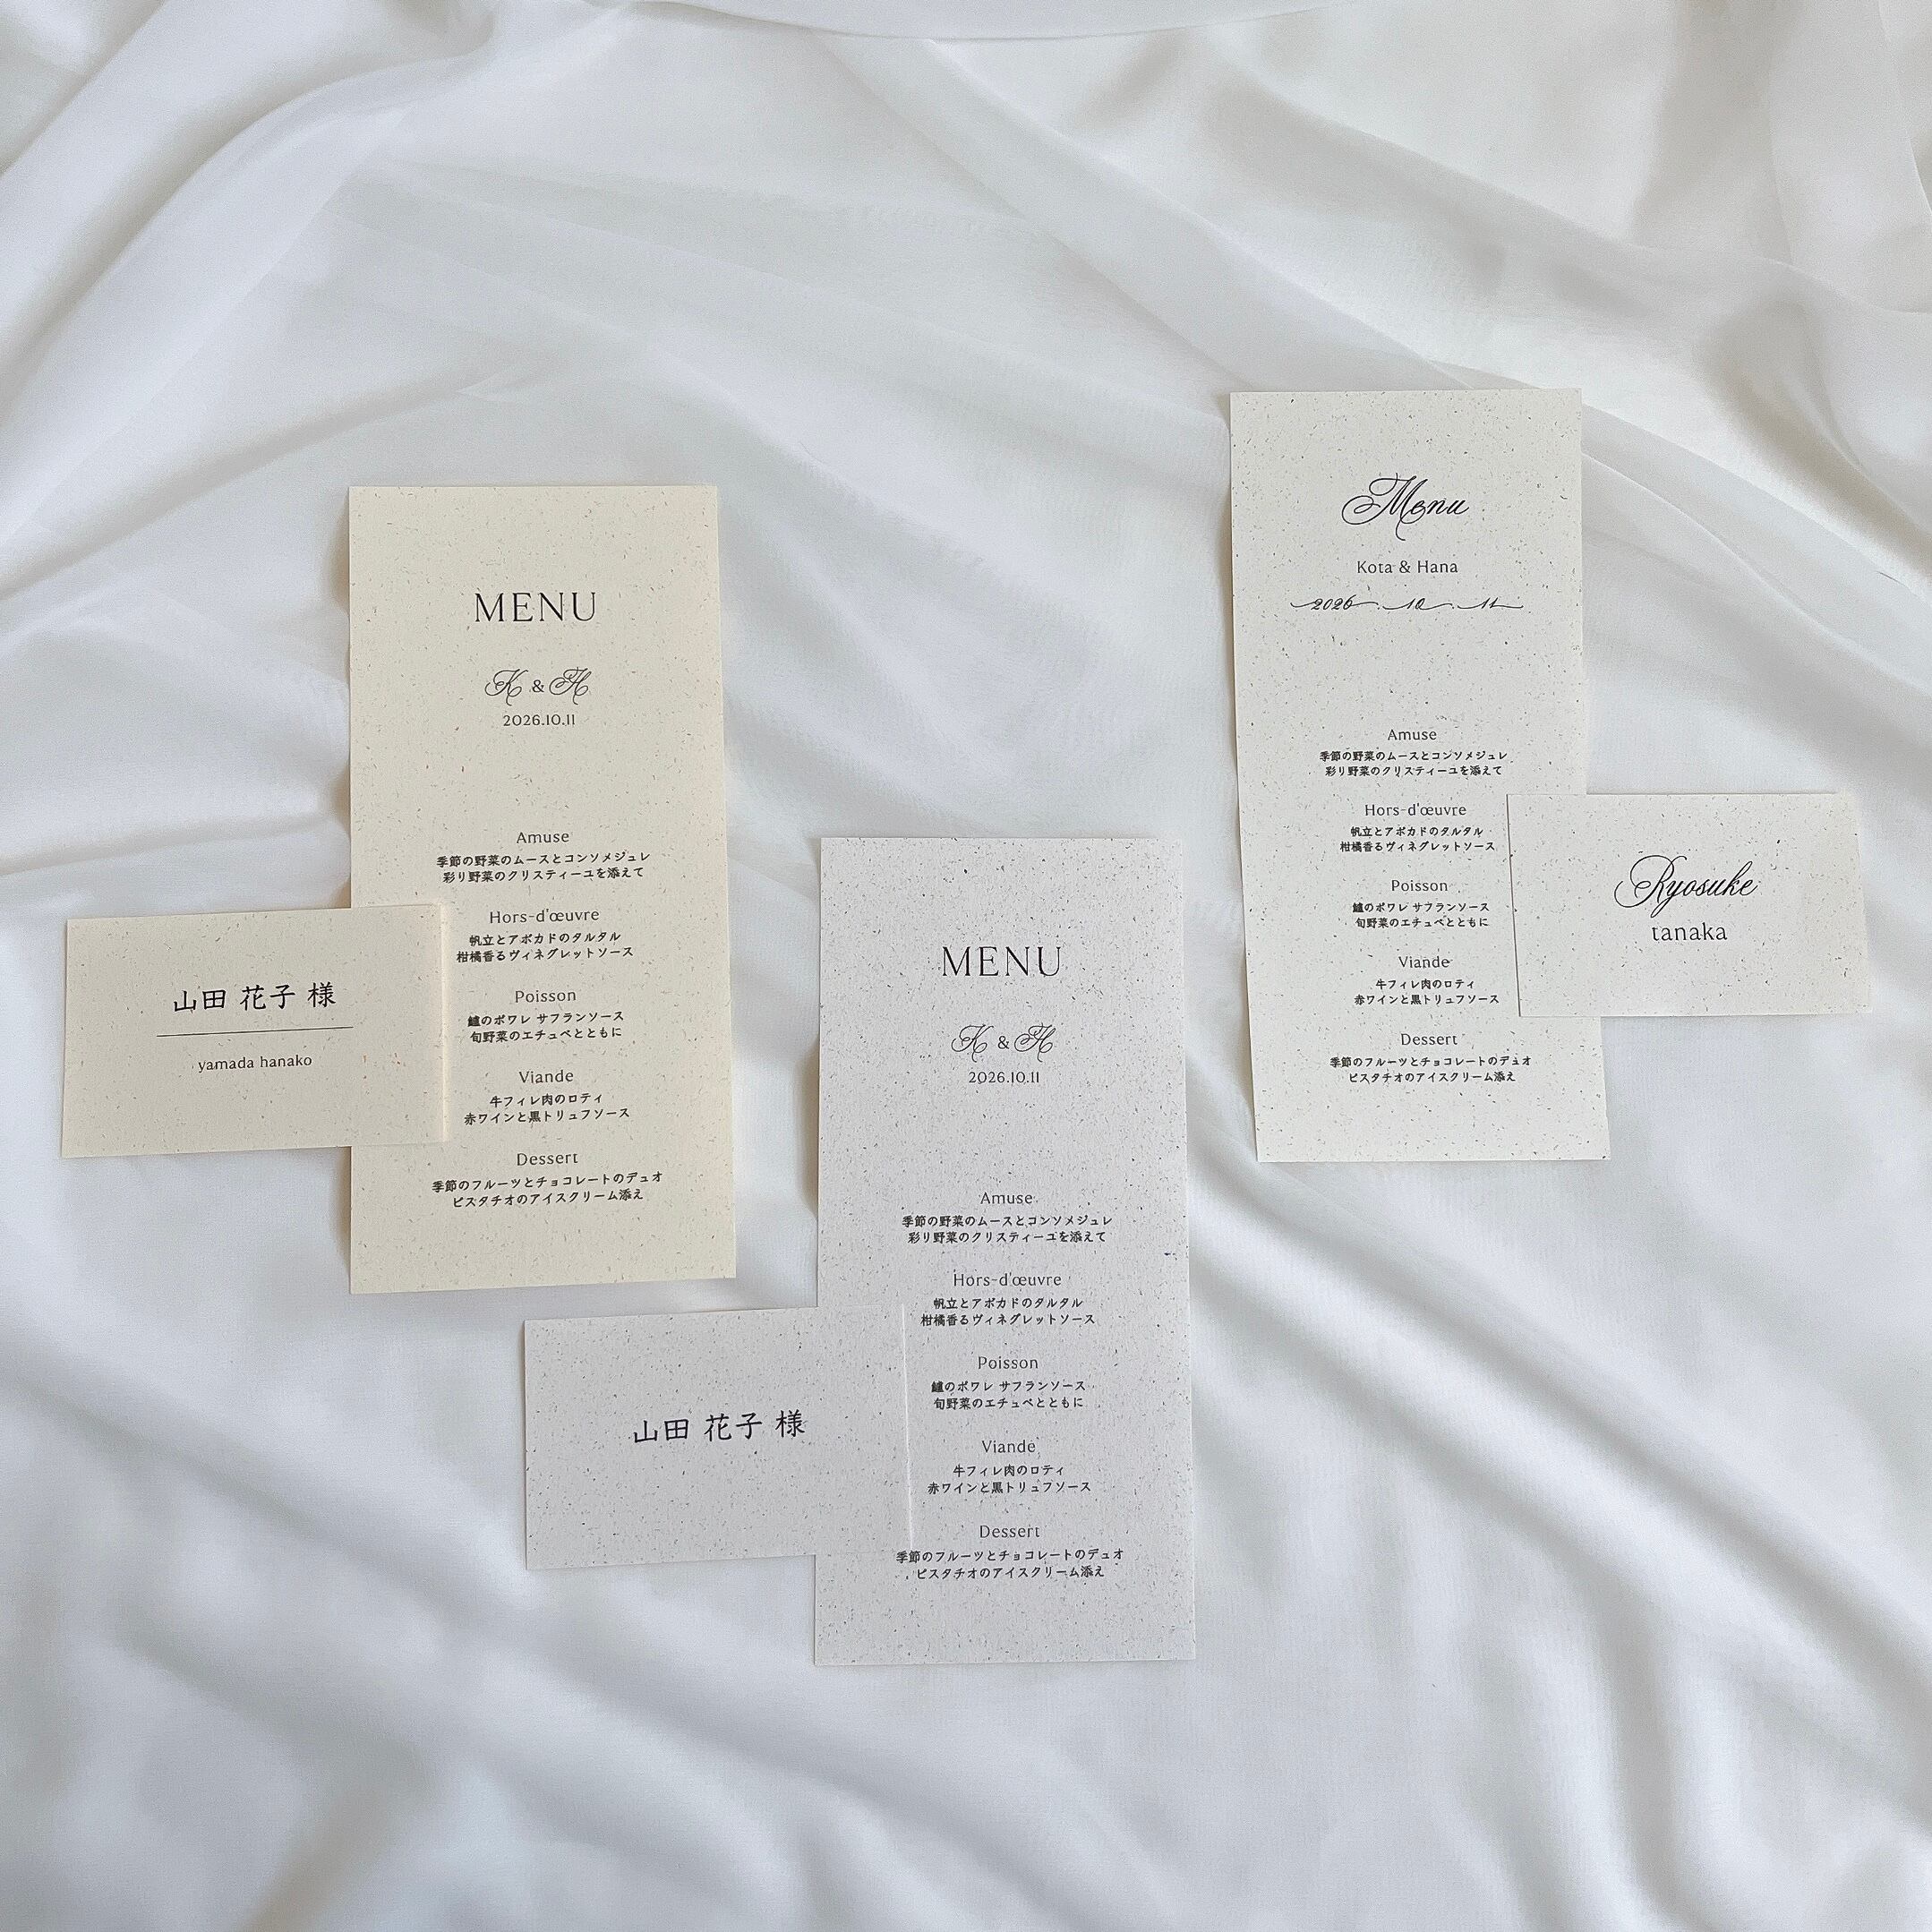 MENU
K & H
2026.10.11
Amuse
季節の野菜のムースとコンソメジュレ
彩り野菜のクリスティーユを添えて
Hors-d'œuvre
帆立とアボカドのタルタル
柑橘香るヴィネグレットソース
Poisson
鱸のポワレ サフランソース
旬野菜のエチュベとともに
Viande
牛フィレ肉のロティ
赤ワインと黒トリュフソース
Dessert
季節のフルーツとチョコレートのデュオ
ピスタチオのアイスクリーム添え
山田 花子 様
yamada hanako
MENU
K & H
2026.10.11
Amuse
季節の野菜のムースとコンソメジュレ
彩り野菜のクリスティーユを添えて
Hors-d'œuvre
帆立とアボカドのタルタル
柑橘香るヴィネグレットソース
Poisson
鱸のポワレ サフランソース
旬野菜のエチュベとともに
Viande
牛フィレ肉のロティ
赤ワインと黒トリュフソース
Dessert
季節のフルーツとチョコレートのデュオ
ピスタチオのアイスクリーム添え
山田 花子 様
Menu
Kota & Hana
2026.10.11
Amuse
季節の野菜のムースとコンソメジュレ
彩り野菜のクリスティーユを添えて
Hors-d'œuvre
帆立とアボカドのタルタル
柑橘香るヴィネグレットソース
Poisson
鱸のポワレ サフランソース
旬野菜のエチュベとともに
Viande
牛フィレ肉のロティ
赤ワインと黒トリュフソース
Dessert
季節のフルーツとチョコレートのデュオ
ピスタチオのアイスクリーム添え
Ryosuke
tanaka